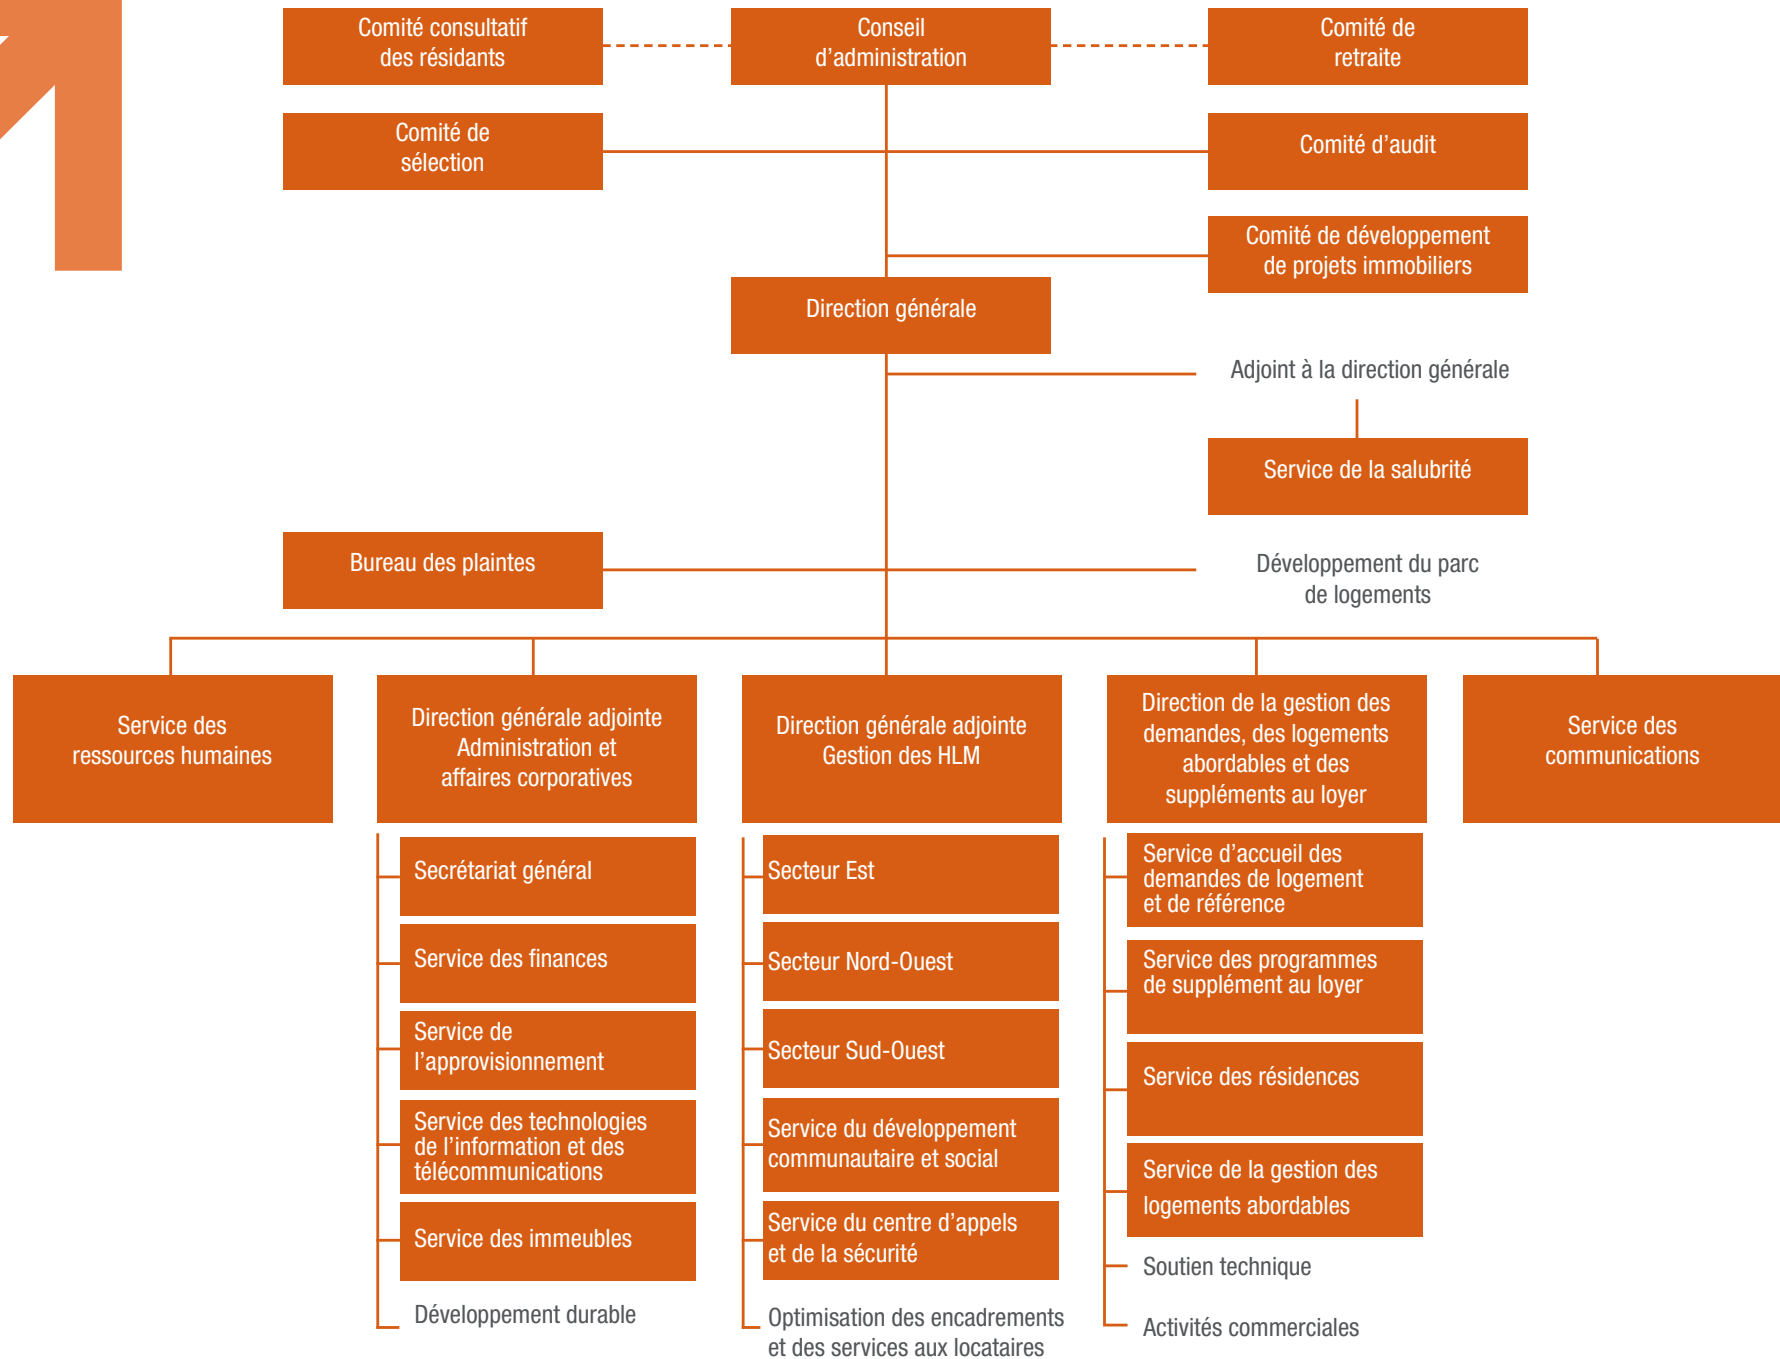 Comité consultatif
des résidants
Conseil
d’administration
Comité de
retraite
Comité de
sélection
Comité d’audit
Comité de développement
de projets immobiliers
Direction générale
Adjoint à la direction générale
Service de la salubrité
Bureau des plaintes
Développement du parc
de logements
Service des
ressources humaines
Direction générale adjointe
Administration et
affaires corporatives
Direction générale adjointe
Gestion des HLM
Direction de la gestion des
demandes, des logements
abordables et des
suppléments au loyer
Service des
communications
Secrétariat général
Service des finances
Service de
l’approvisionnement
Service des technologies
de l’information et des
télécommunications
Service des immeubles
Développement durable
Secteur Est
Secteur Nord-Ouest
Secteur Sud-Ouest
Service du développement
communautaire et social
Service du centre d’appels
et de la sécurité
Optimisation des encadrements
et des services aux locataires
Service d’accueil des
demandes de logement
et de référence
Service des programmes
de supplément au loyer
Service des résidences
Service de la gestion des
logements abordables
Soutien technique
Activités commerciales